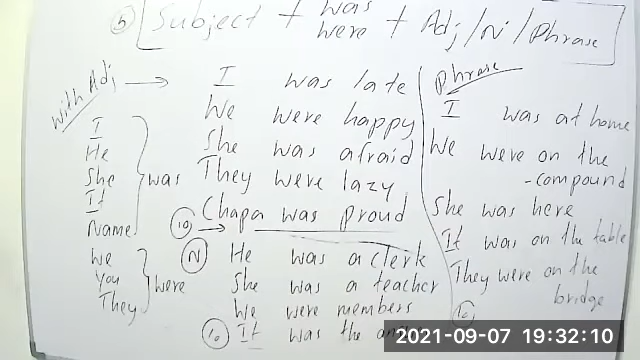 (b) Subject + was
were + Adj/N/Phrase
With Adj → I was late
We were happy
She was afraid
They were lazy
(10) → Chapa was proud
I
He
She
It
Name
was
We
You
They
were
(N) He was a clerk
She was a teacher
We were members
(10) It was the
Phrase
I was at home
We were on the
-compound
She was here
It was on the table
They were on the
bridge
(10)
2021-09-07 19:32:10